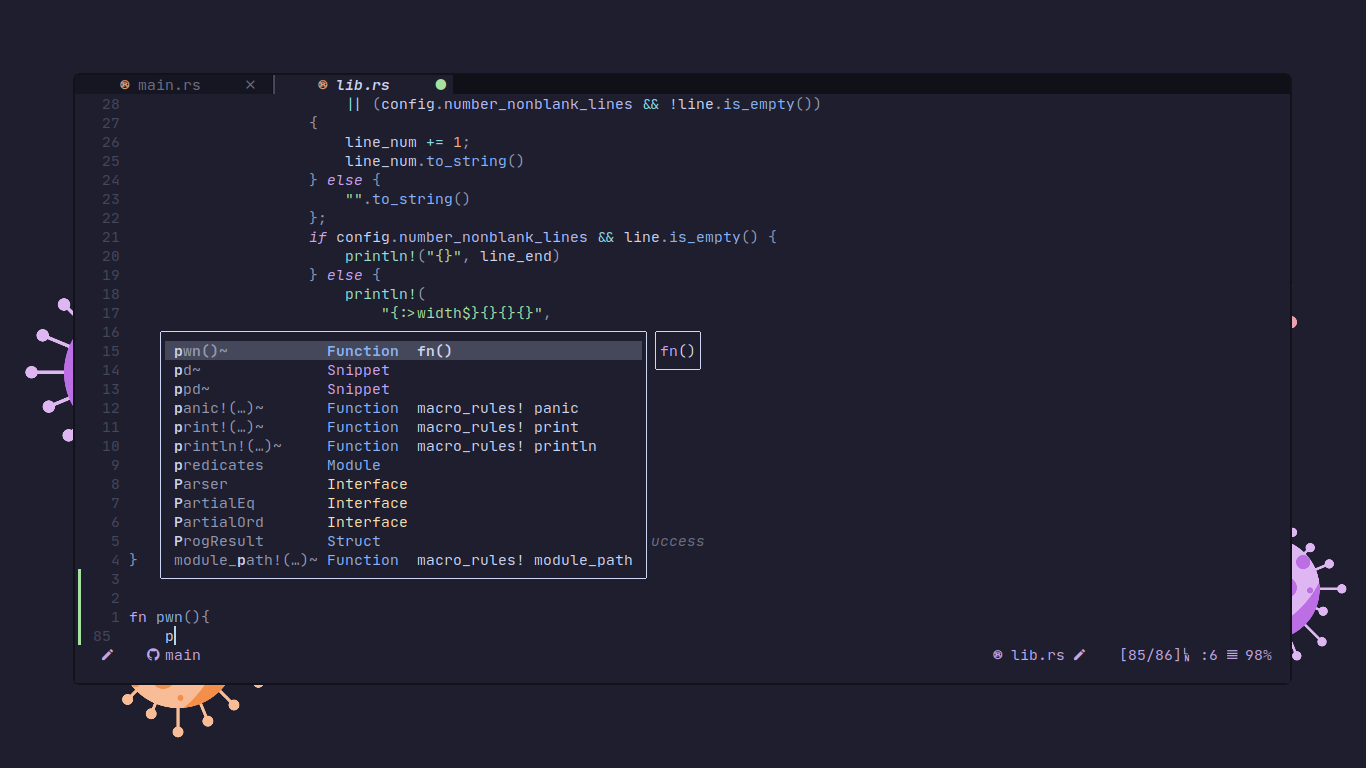 main.rs × lib.rs
28 || (config.number_nonblank_lines && !line.is_empty())
27 {
26 line_num += 1;
25 line_num.to_string()
24 } else {
23 "".to_string()
22 };
21 if config.number_nonblank_lines && line.is_empty() {
20 println!("{}", line_end)
19 } else {
18 println!(
17 "{:>width$}{}{}{}",
16
15 pwn()~ Function fn() fn()
14 pd~ Snippet
13 ppd~ Snippet
12 panic!(…)~ Function macro_rules! panic
11 print!(…)~ Function macro_rules! print
10 println!(…)~ Function macro_rules! println
9 predicates Module
8 Parser Interface
7 PartialEq Interface
6 PartialOrd Interface
5 ProgResult Struct uccess
4 } module_path!(…)~ Function macro_rules! module_path
3
2
1 fn pwn(){
85 p
main lib.rs [85/86] :6 98%